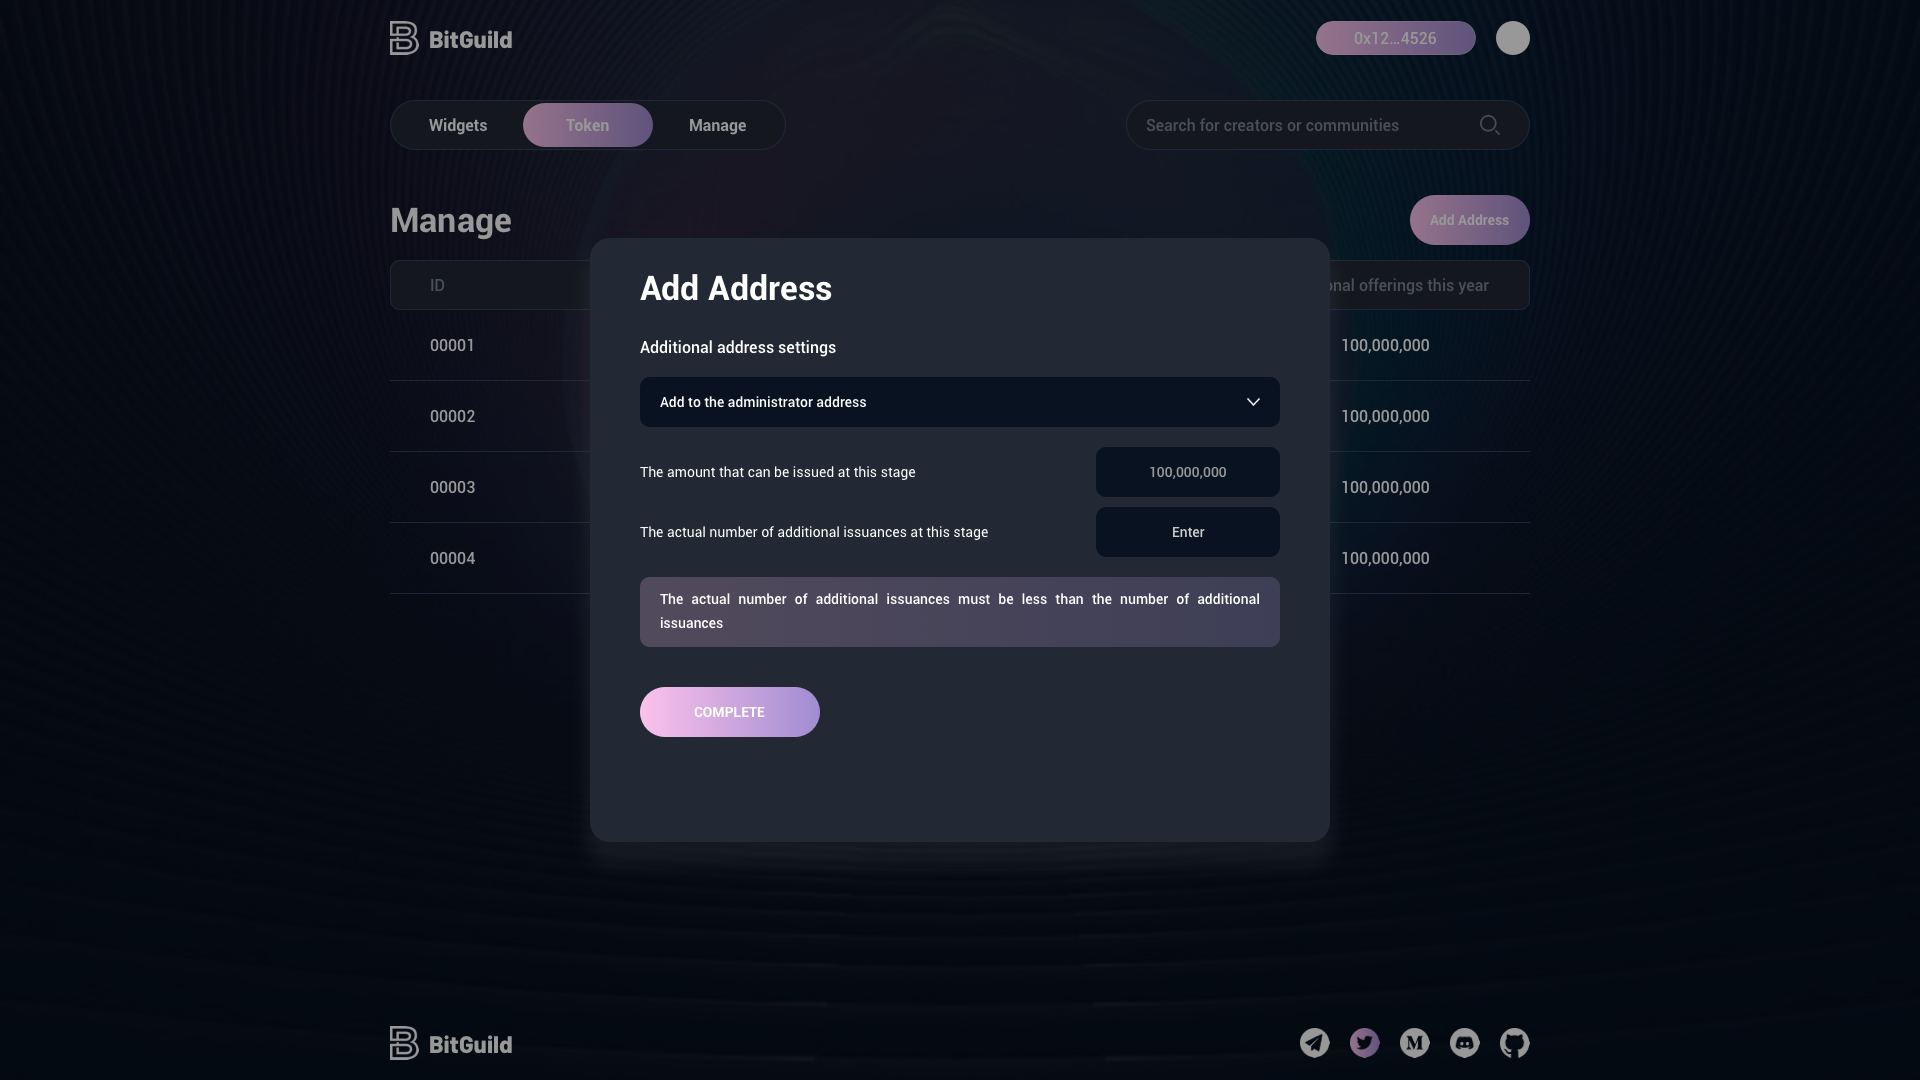 BitGuild
0x12...4526
Widgets
Token
Manage
Search for creators or communities
Manage
Add Address
ID
offerings this year
00001
100,000,000
00002
100,000,000
00003
100,000,000
00004
100,000,000
Add Address
Additional address settings
Add to the administrator address
The amount that can be issued at this stage
100,000,000
The actual number of additional issuances at this stage
Enter
The actual number of additional issuances must be less than the number of additional
issuances
COMPLETE
BitGuild